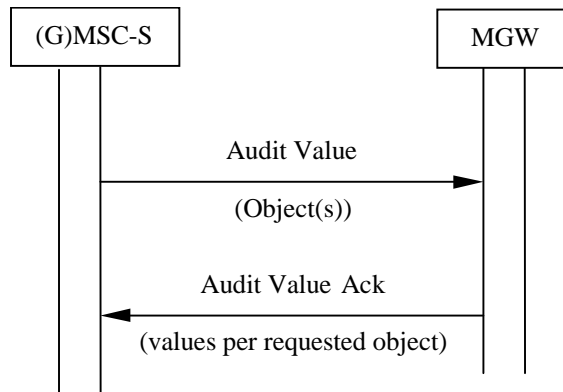 (G)MSC-S
MGW
Audit Value
(Object(s))
Audit Value Ack
(values per requested object)